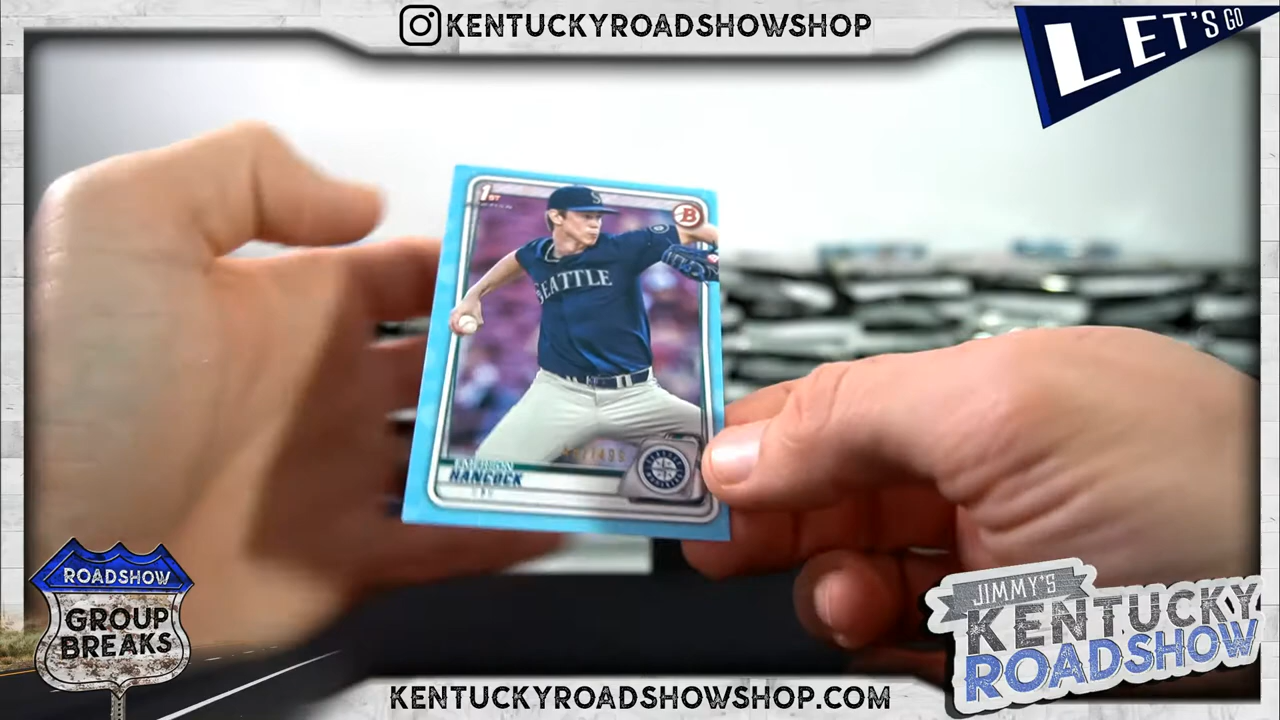 KENTUCKYROADSHOWSHOP
LET'S GO
1ST
B
S
SEATTLE
HANCOCK
ROADSHOW
GROUP
BREAKS
JIMMY'S
KENTUCKY
ROADSHOW
KENTUCKYROADSHOWSHOP.COM